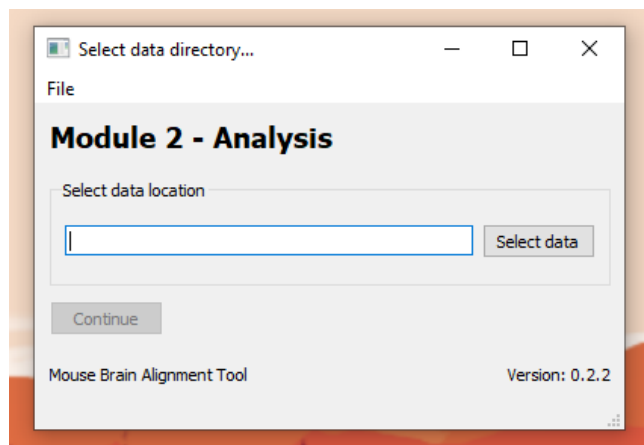 Select data directory...
File
Module 2 - Analysis
Select data location
Select data
Continue
Mouse Brain Alignment Tool Version: 0.2.2